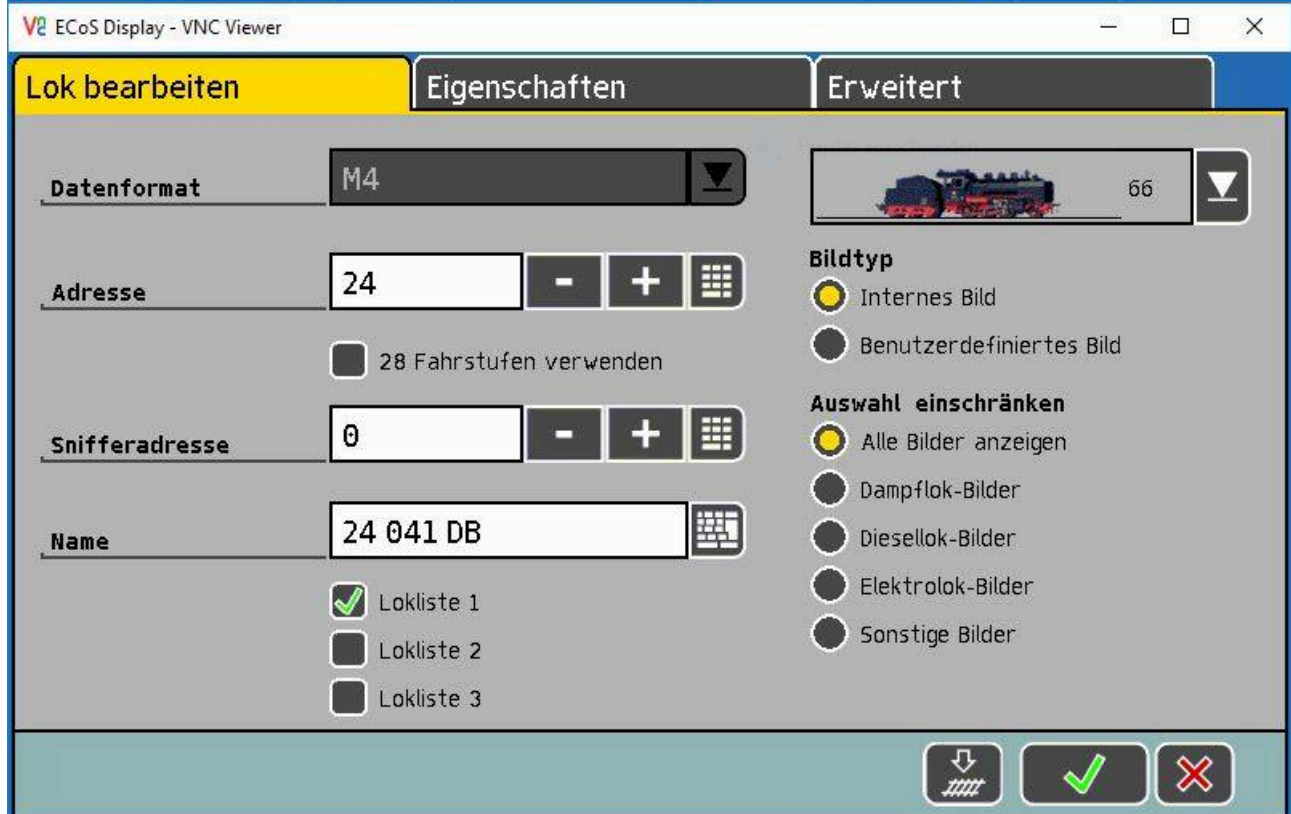 ECoS Display - VNC Viewer
Lok bearbeiten
Eigenschaften
Erweitert
Datenformat
M4
66
Adresse
24
28 Fahrstufen verwenden
Snifferadresse
0
Name
24 041 DB
Lokliste 1
Lokliste 2
Lokliste 3
Bildtyp
Internes Bild
Benutzerdefiniertes Bild
Auswahl einschränken
Alle Bilder anzeigen
Dampflok-Bilder
Diesellok-Bilder
Elektrolok-Bilder
Sonstige Bilder